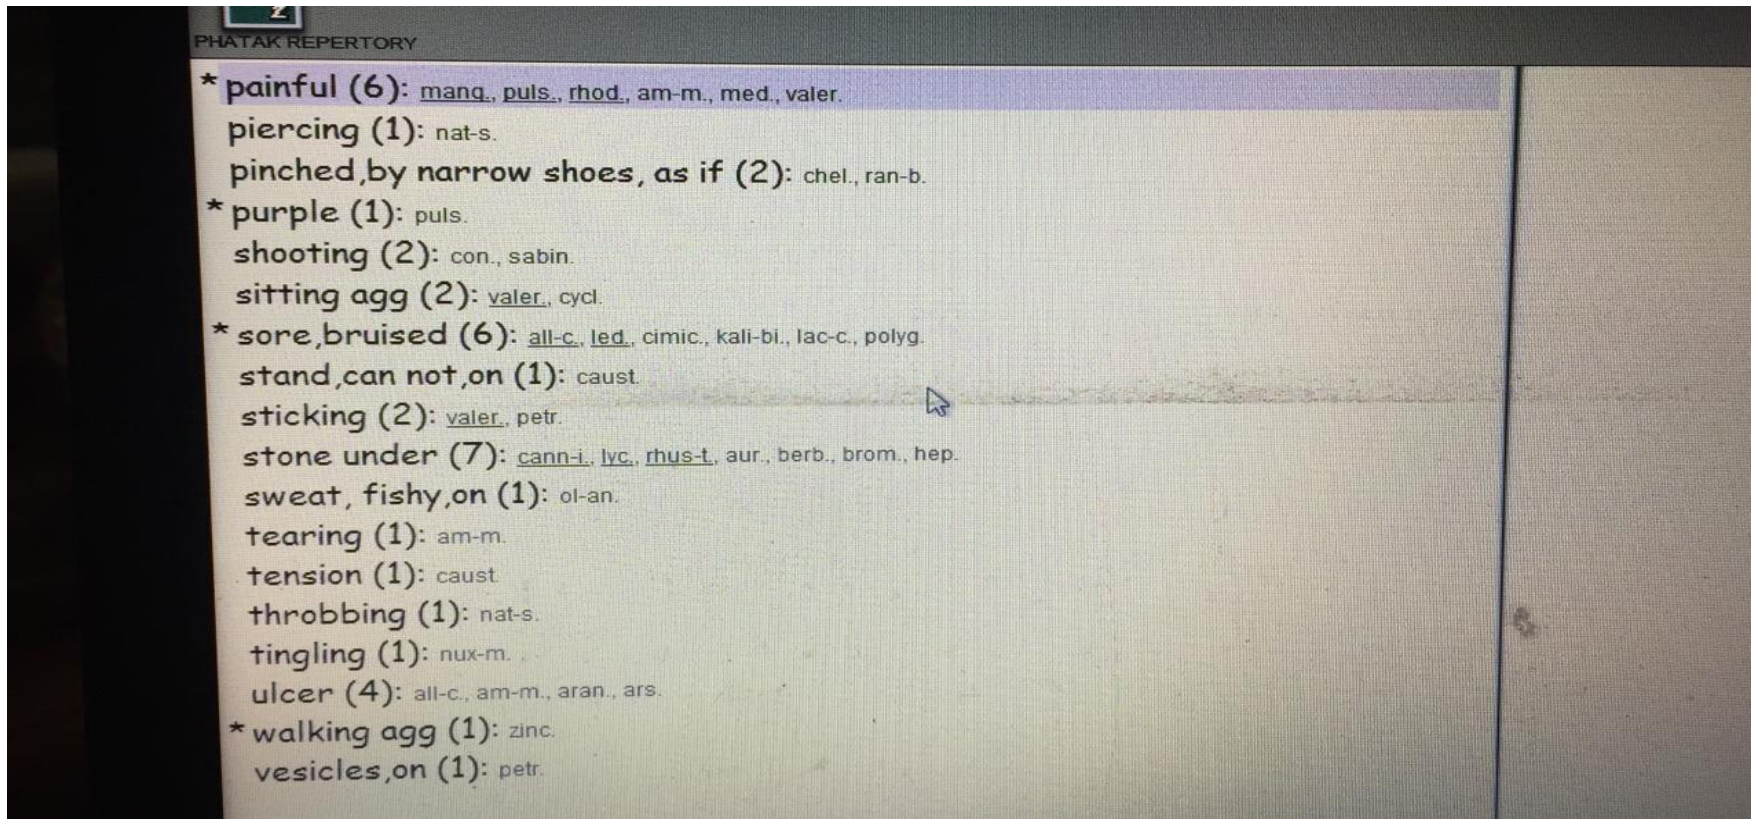 PHATAK REPERTORY
* painful (6): mang., puls., rhod., am-m., med., valer.
piercing (1): nat-s.
pinched,by narrow shoes, as if (2): chel., ran-b.
* purple (1): puls.
shooting (2): con., sabin.
sitting agg (2): valer., cycl.
* sore,bruised (6): all-c., led., cimic., kali-bi., lac-c., polyg.
stand,can not,on (1): caust.
sticking (2): valer., petr.
stone under (7): cann-i., lyc., rhus-t., aur., berb., brom., hep.
sweat, fishy,on (1): ol-an.
tearing (1): am-m.
tension (1): caust.
throbbing (1): nat-s.
tingling (1): nux-m.
ulcer (4): all-c., am-m., aran., ars.
* walking agg (1): zinc.
vesicles,on (1): petr.